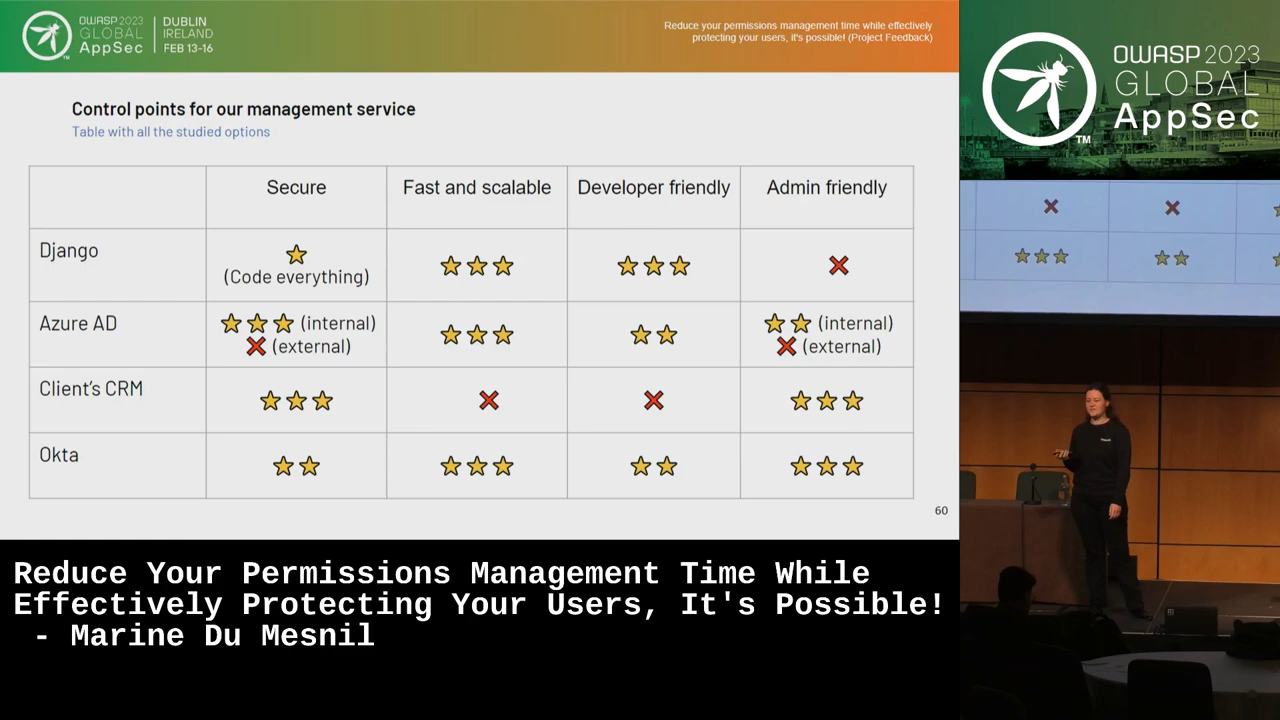 OWASP 2023
GLOBAL
AppSec
TM
DUBLIN
IRELAND
FEB 13-16
Reduce your permissions management time while effectively
protecting your users, it's possible! (Project Feedback)
Control points for our management service
Table with all the studied options
Secure Fast and scalable Developer friendly Admin friendly
Django
(Code everything)
Azure AD
(internal)
(external)
(internal)
(external)
Client's CRM
Okta
60
OWASP 2023
GLOBAL
AppSec
TM
Reduce Your Permissions Management Time While
Effectively Protecting Your Users, It's Possible!
- Marine Du Mesnil